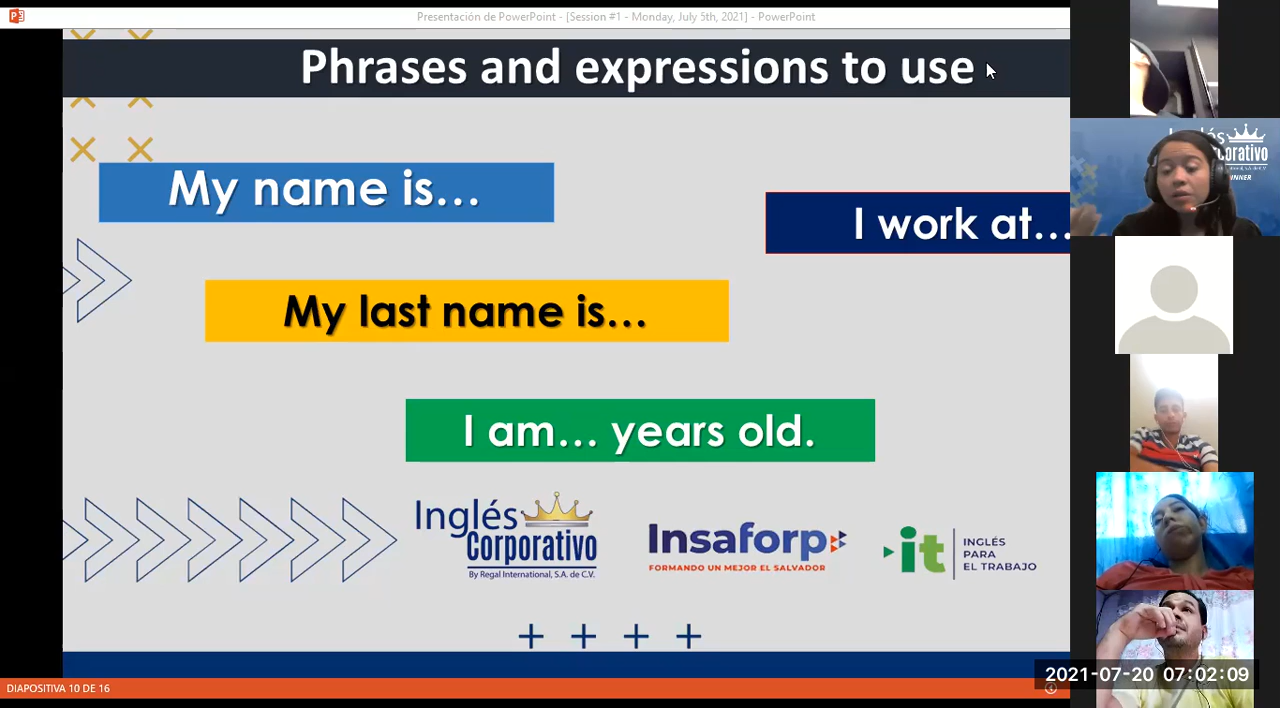 Presentación de PowerPoint - [Session #1 - Monday, July 5th, 2021] - PowerPoint
Phrases and expressions to use
My name is...
I work at...
My last name is...
I am... years old.
Inglés
Corporativo
By Regal International, S.A. de C.V.
Insaforp
FORMANDO UN MEJOR EL SALVADOR
it
INGLÉS
PARA
EL TRABAJO
DIAPOSITIVA 10 DE 16
2021-07-20 07:02:09